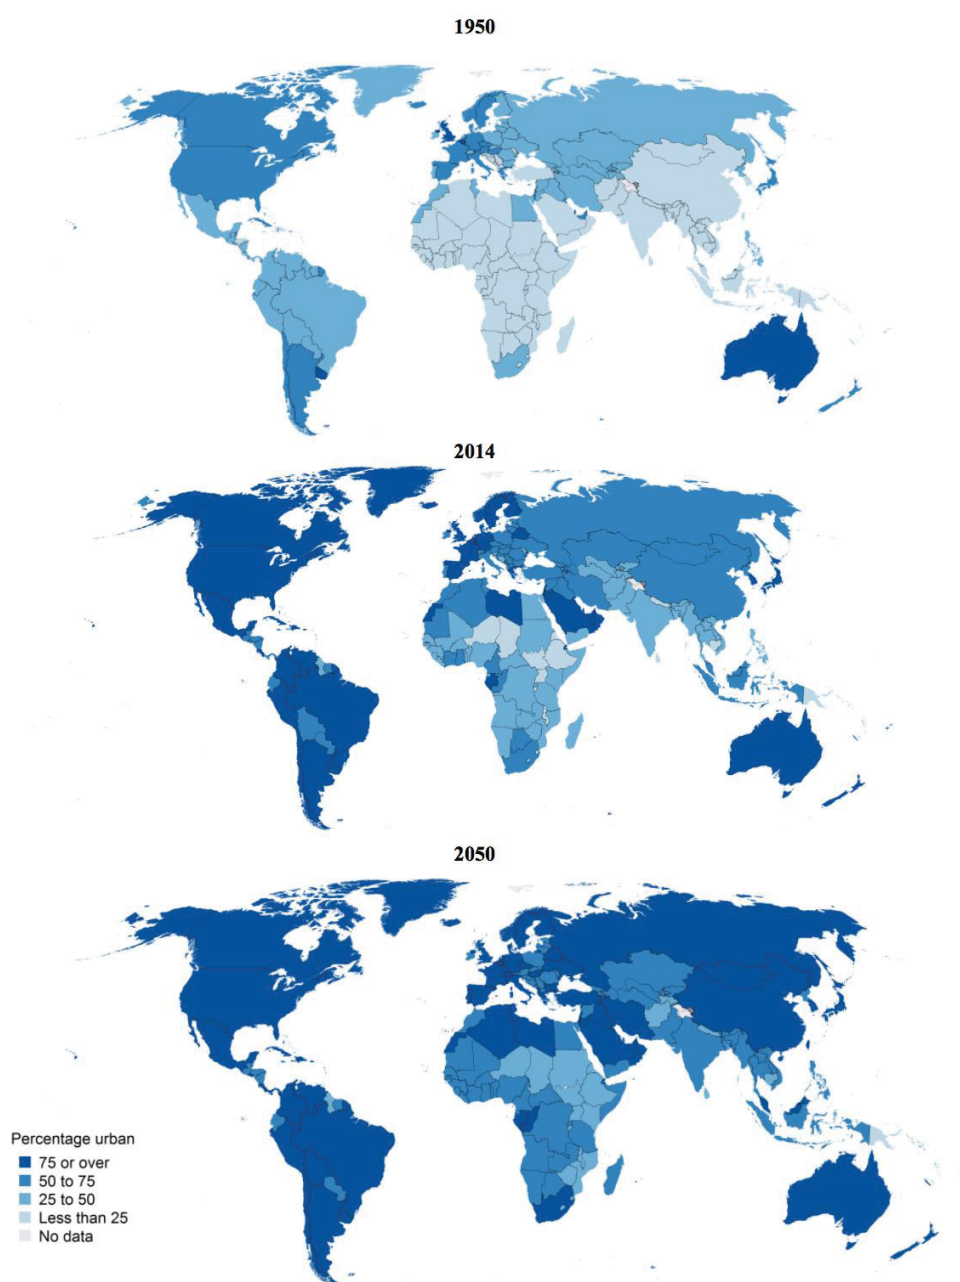 1950
2014
2050
Percentage urban
75 or over
50 to 75
25 to 50
Less than 25
No data